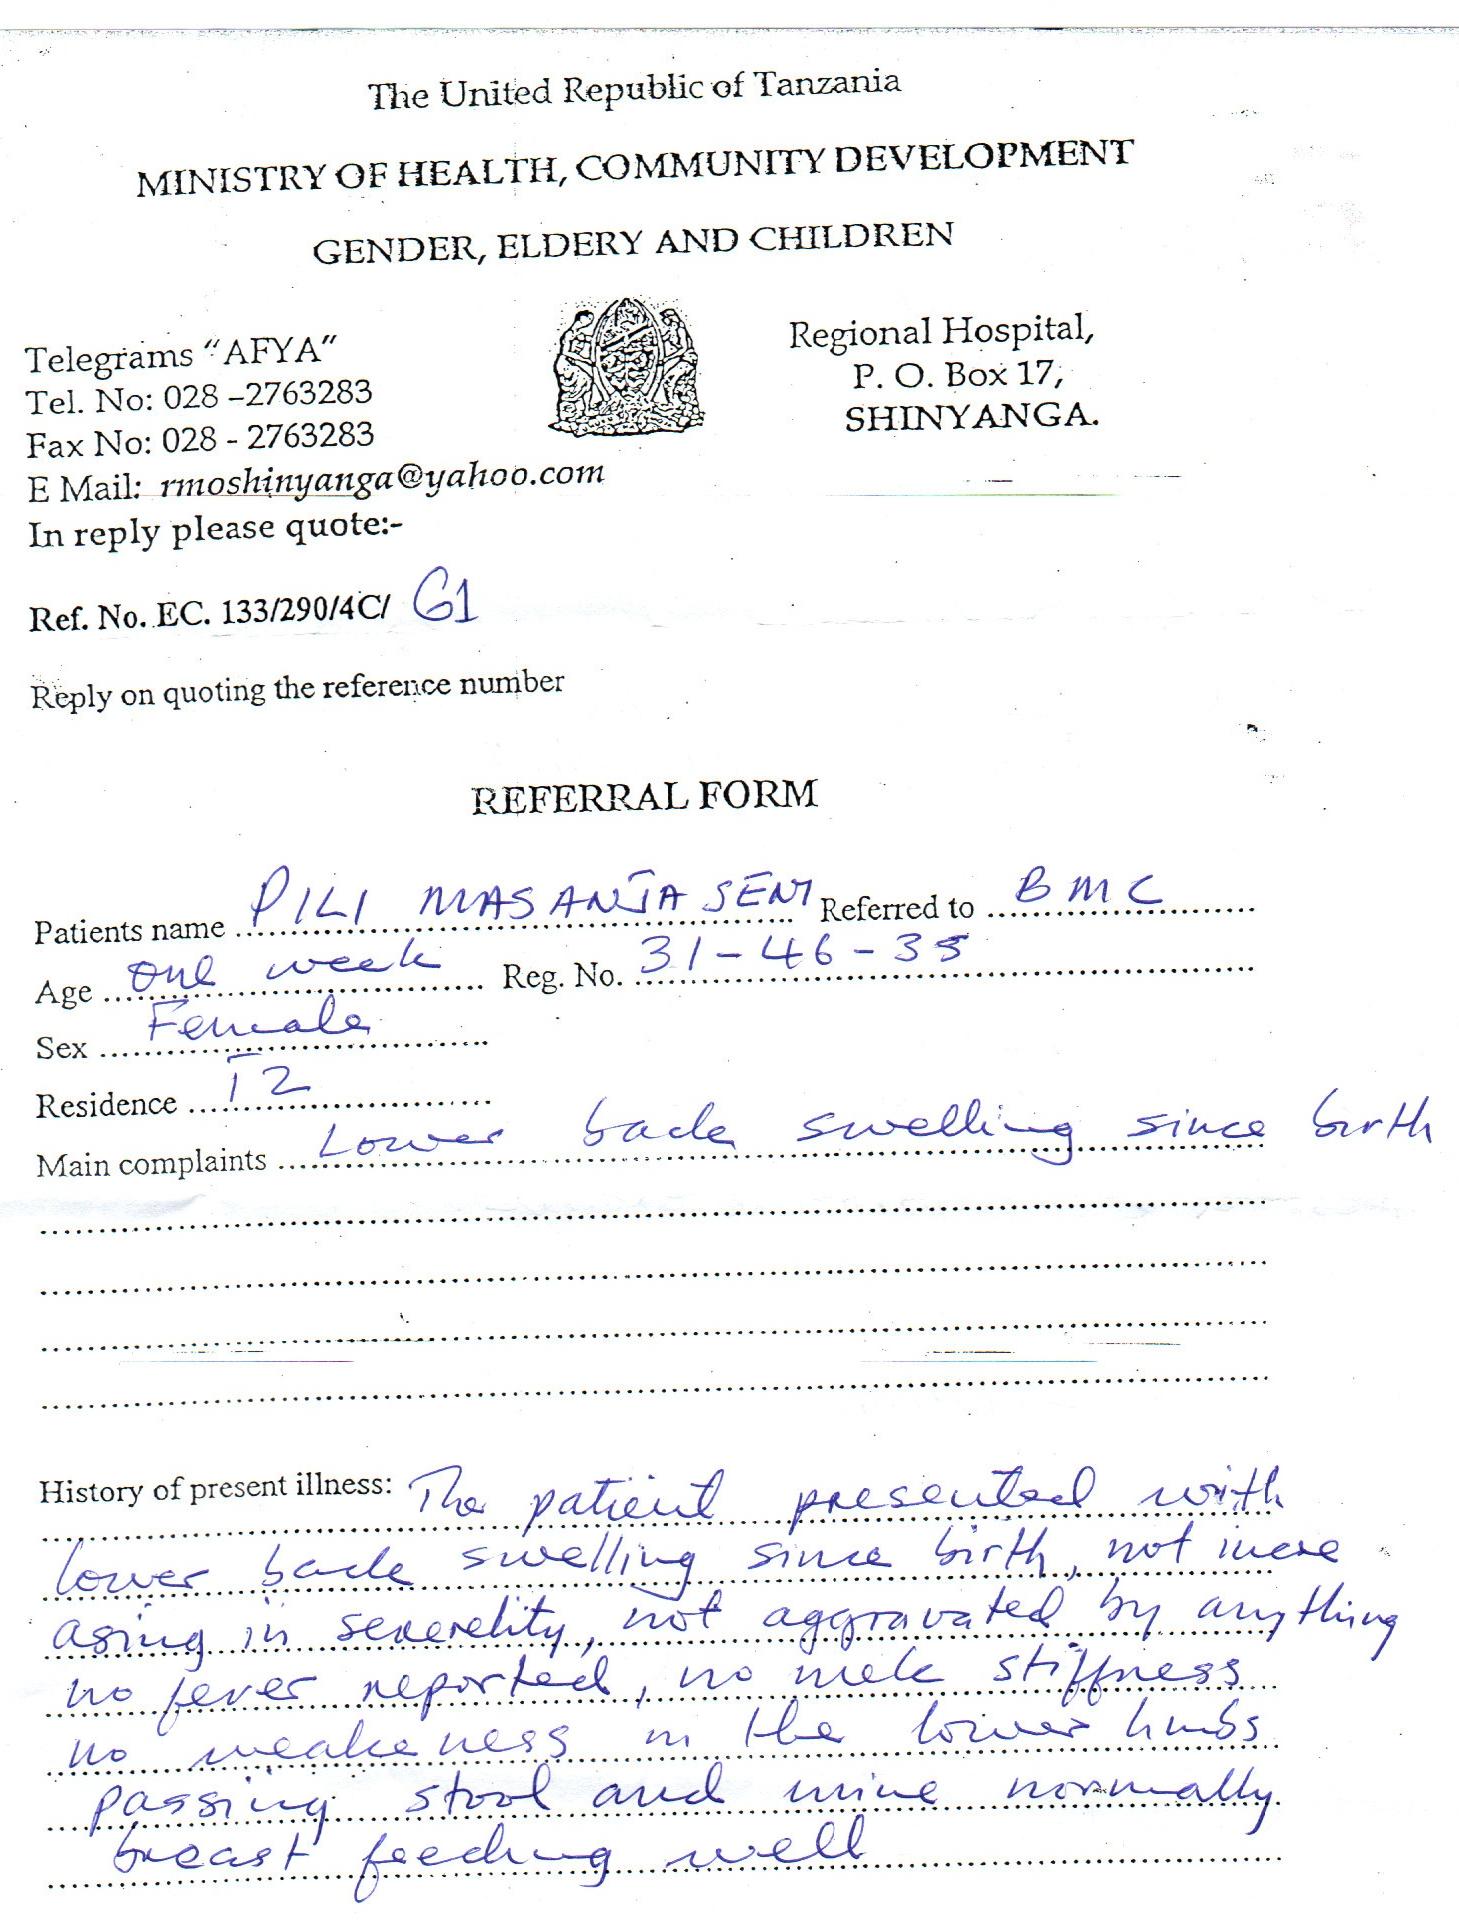 The United Republic of Tanzania
MINISTRY OF HEALTH, COMMUNITY DEVELOPMENT
GENDER, ELDERY AND CHILDREN
Telegrams "AFYA"
Tel. No: 028 –2763283
Fax No: 028 - 2763283
E Mail: rmoshinyanga@yahoo.com
In reply please quote:-
Regional Hospital,
P. O. Box 17,
SHINYANGA.
Ref. No. EC. 133/290/4C/ G1
Reply on quoting the reference number
REFERRAL FORM
Patients name PILI MASANJA Referred to BMC
Age one week Reg. No. 31-46-35
Sex Female
Residence
Main complaints Lower back swelling since birth
History of present illness: The patient presented with
lower back swelling since birth, not increa
asing in severelity, not aggravated by anything
no fever reported, no neck stiffness
no weakeness in the lower limbs
passing stool and urine normally
breast feeding well